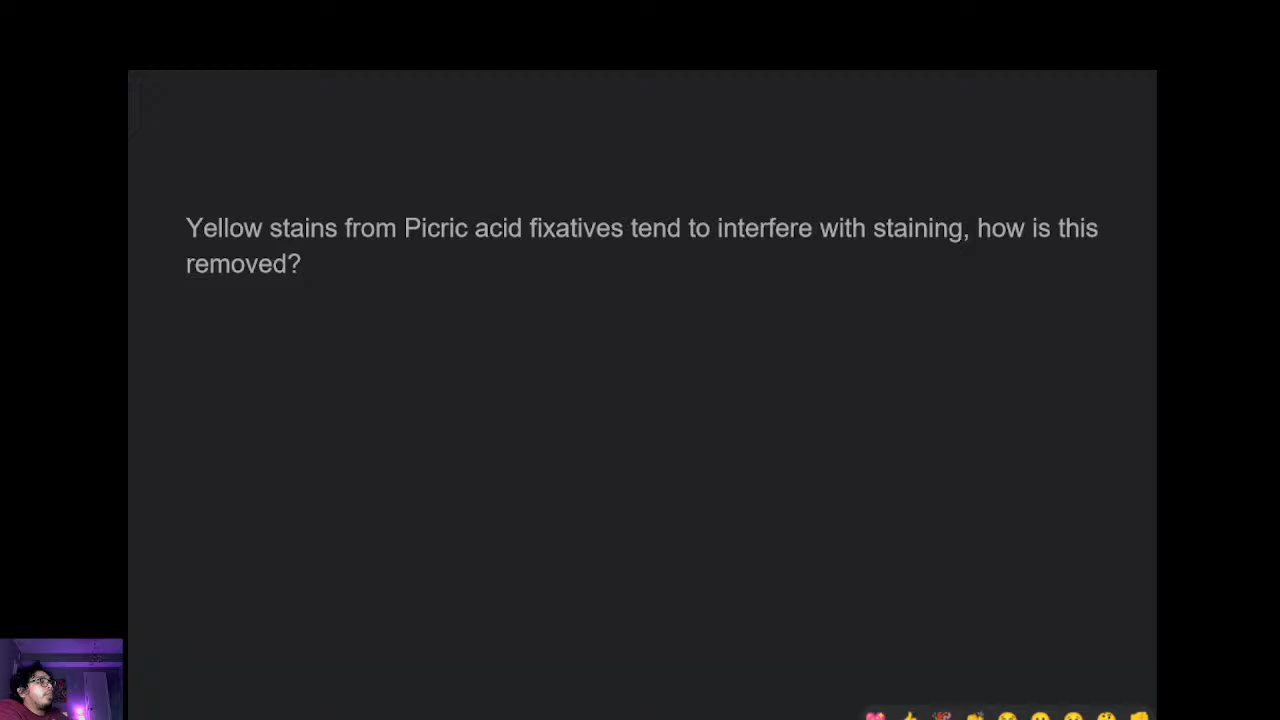 Yellow stains from Picric acid fixatives tend to interfere with staining, how is this
removed?